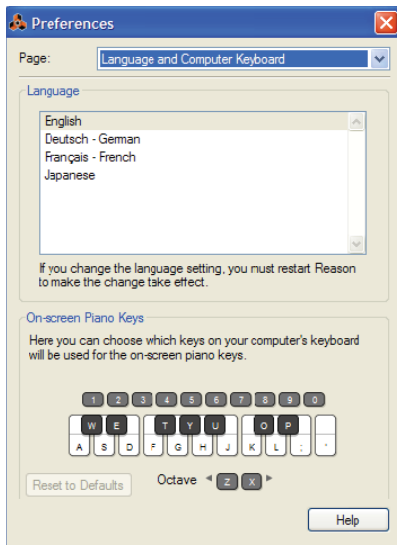 Preferences
Page: Language and Computer Keyboard
Language
English
Deutsch - German
Français - French
Japanese
If you change the language setting, you must restart Reason
to make the change take effect.
On-screen Piano Keys
Here you can choose which keys on your computer's keyboard
will be used for the on-screen piano keys.
1 2 3 4 5 6 7 8 9 0
W E T Y U O P
A S D F G H J K L ; '
Reset to Defaults Octave Z X
Help